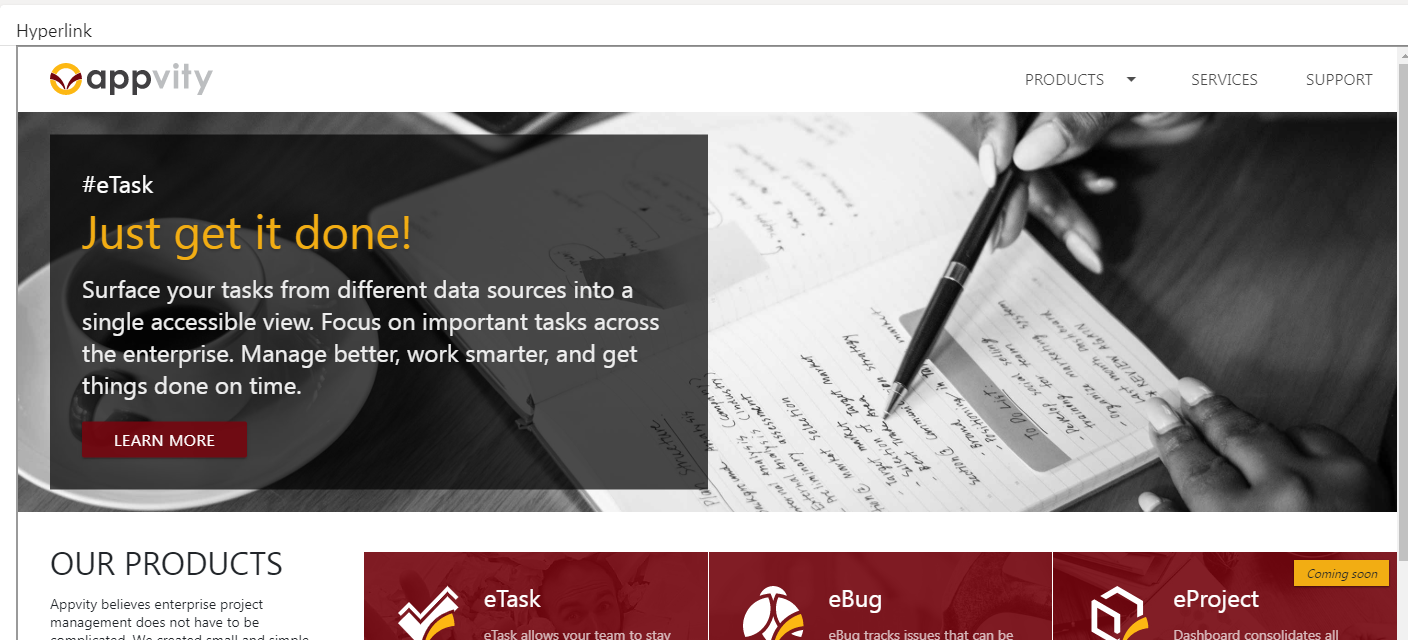 Hyperlink
appvity
PRODUCTS
SERVICES
SUPPORT
#eTask
Just get it done!
Surface your tasks from different data sources into a
single accessible view. Focus on important tasks across
the enterprise. Manage better, work smarter, and get
things done on time.
LEARN MORE
OUR PRODUCTS
Appvity believes enterprise project
management does not have to be
complicated. We created small and simple
eTask
eTask allows your team to stay
eBug
eBug tracks issues that can be
Coming soon
eProject
Dashboard consolidates all
TO DO LIST: